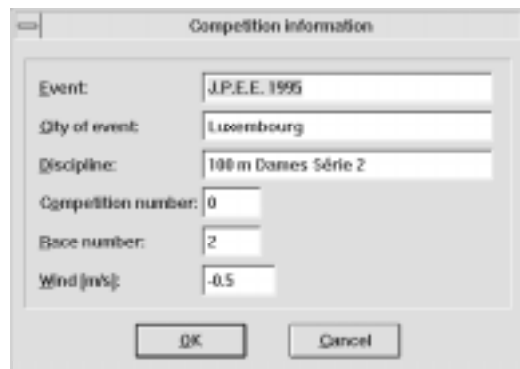 Competition information
Event: J.P.E.E. 1995
City of event: Luxembourg
Discipline: 100 m Dames Série 2
Competition number: 0
Race number: 2
Wind [m/s]: -0.5
OK Cancel